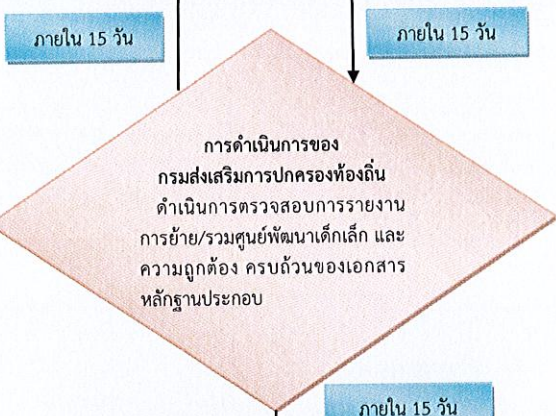 ภายใน 15 วัน
ภายใน 15 วัน
การดำเนินการของ
กรมส่งเสริมการปกครองท้องถิ่น
ดำเนินการตรวจสอบการรายงาน
การย้าย/รวมศูนย์พัฒนาเด็กเล็ก และ
ความถูกต้อง ครบถ้วนของเอกสาร
หลักฐานประกอบ
ภายใน 15 วัน